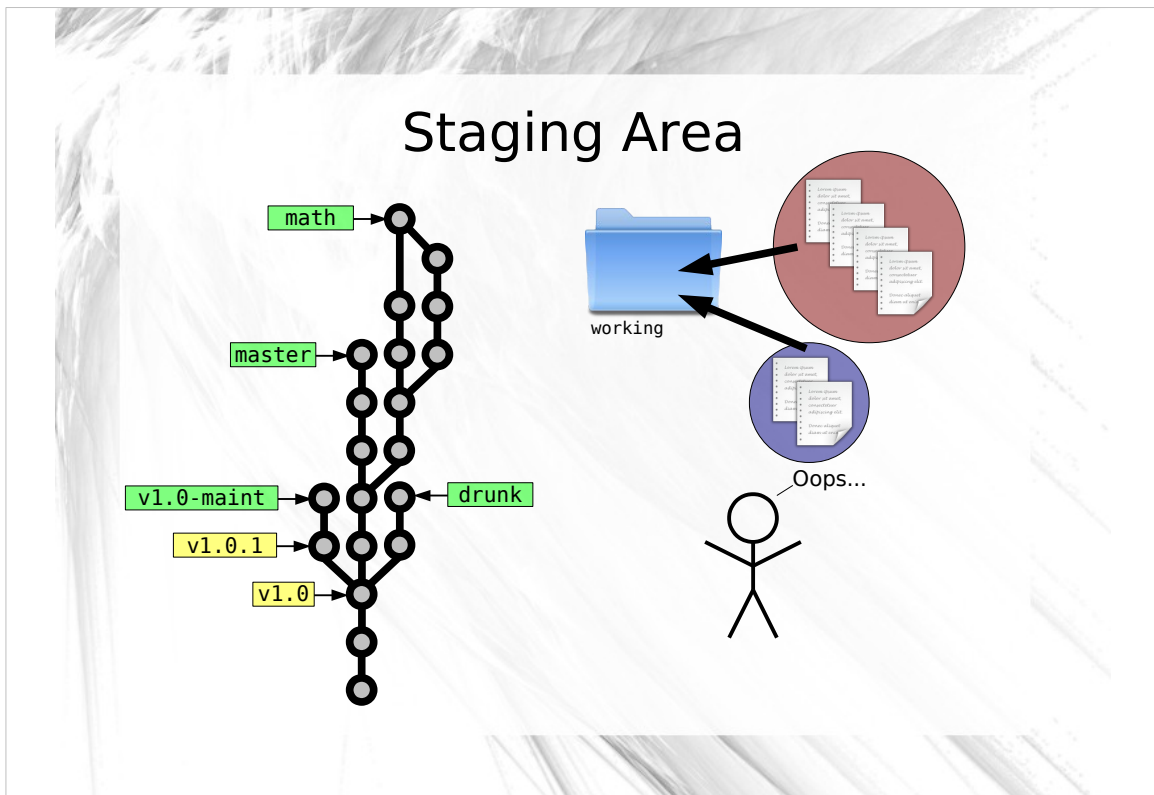 Staging Area
math
working
master
v1.0-maint
drunk
v1.0.1
v1.0
Oops...